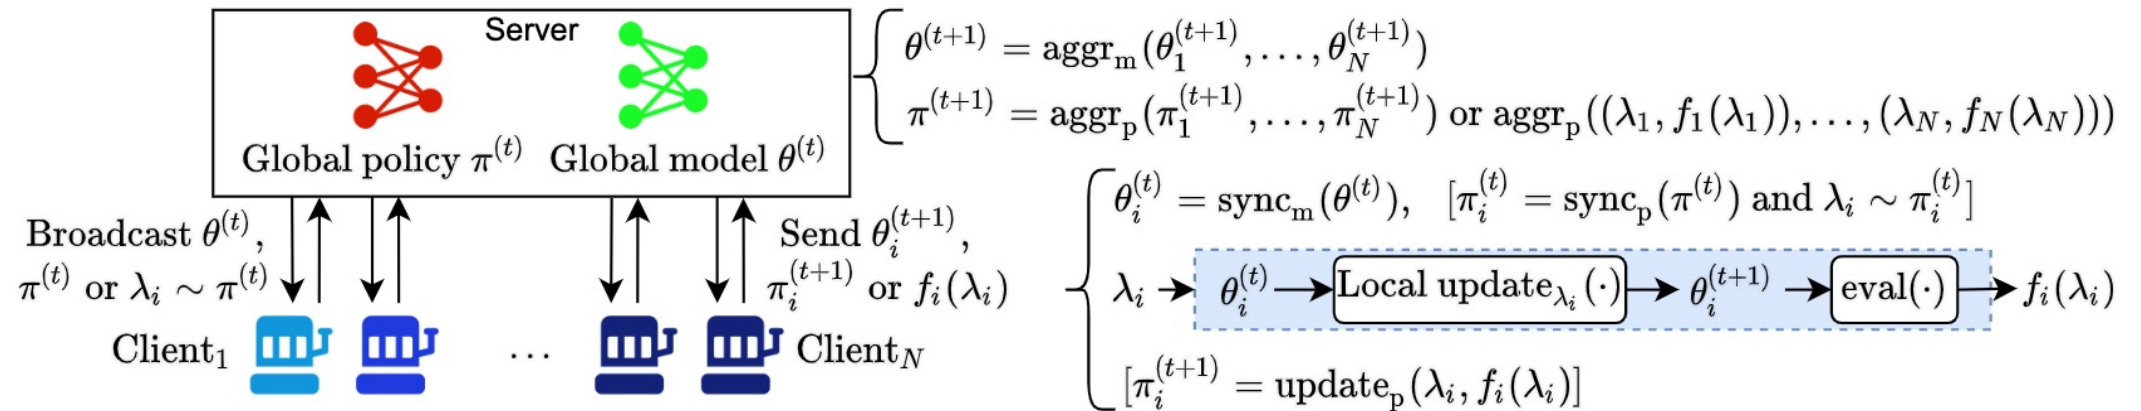 Server
Global policy π^{(t)} Global model θ^{(t)}
θ^{(t+1)} = aggr_m(θ_1^{(t+1)}, ..., θ_N^{(t+1)})
π^{(t+1)} = aggr_p(π_1^{(t+1)}, ..., π_N^{(t+1)}) or aggr_p((λ_1, f_1(λ_1)), ..., (λ_N, f_N(λ_N)))
Broadcast θ^{(t)},
π^{(t)} or λ_i ∼ π^{(t)}
Send θ_i^{(t+1)},
π_i^{(t+1)} or f_i(λ_i)
Client_1 ... Client_N
θ_i^{(t)} = sync_m(θ^{(t)}), [π_i^{(t)} = sync_p(π^{(t)}) and λ_i ∼ π_i^{(t)}]
λ_i θ_i^{(t)} Local update_{λ_i}(·) θ_i^{(t+1)} eval(·) f_i(λ_i)
[π_i^{(t+1)} = update_p(λ_i, f_i(λ_i)]